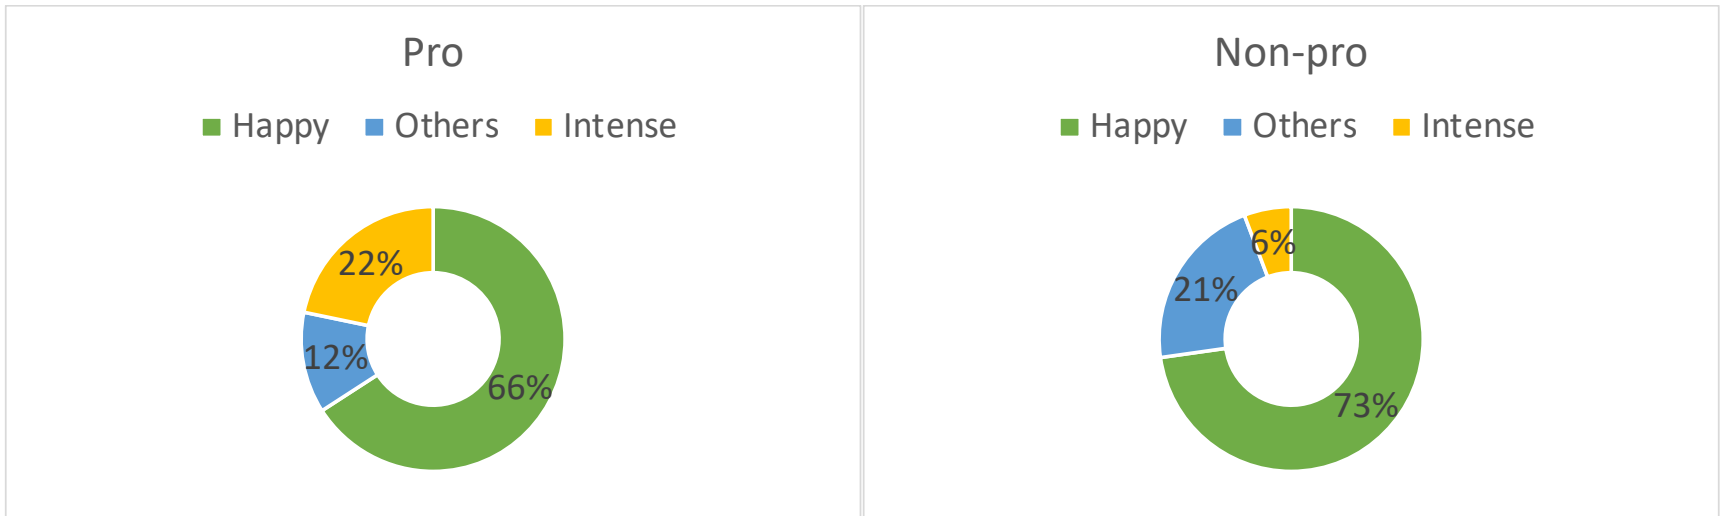 Pro
Happy Others Intense
22%
12%
66%
Non-pro
Happy Others Intense
6%
21%
73%